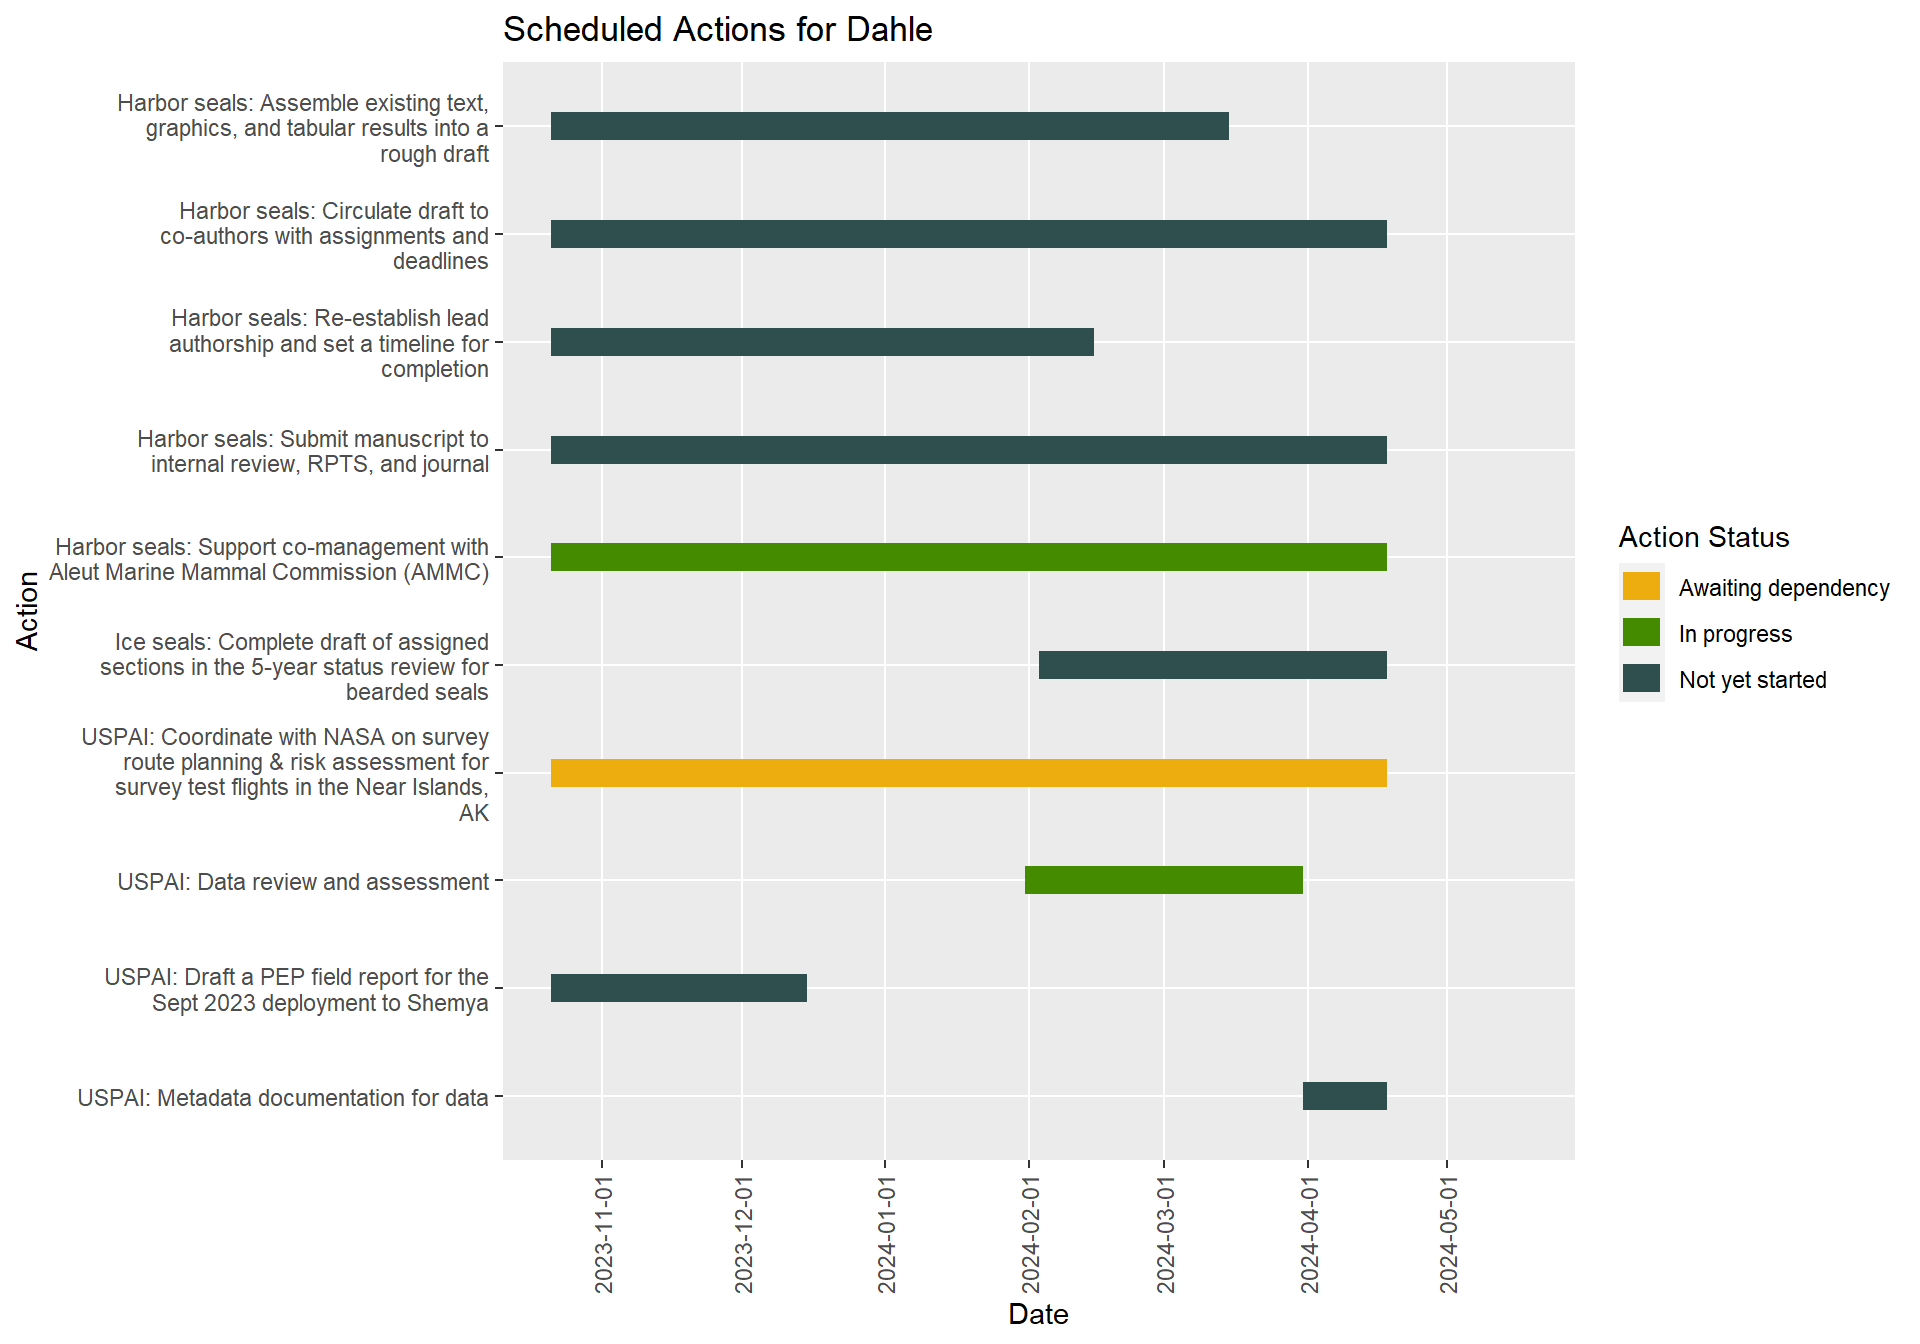 Scheduled Actions for Dahle
Harbor seals: Assemble existing text,
graphics, and tabular results into a
rough draft
Harbor seals: Circulate draft to
co-authors with assignments and
deadlines
Harbor seals: Re-establish lead
authorship and set a timeline for
completion
Harbor seals: Submit manuscript to
internal review, RPTS, and journal
Harbor seals: Support co-management with
Aleut Marine Mammal Commission (AMMC)
Ice seals: Complete draft of assigned
sections in the 5-year status review for
bearded seals
USPAI: Coordinate with NASA on survey
route planning & risk assessment for
survey test flights in the Near Islands,
AK
USPAI: Data review and assessment
USPAI: Draft a PEP field report for the
Sept 2023 deployment to Shemya
USPAI: Metadata documentation for data
Action
2023-11-01
2023-12-01
2024-01-01
2024-02-01
2024-03-01
2024-04-01
2024-05-01
Date
Action Status
Awaiting dependency
In progress
Not yet started